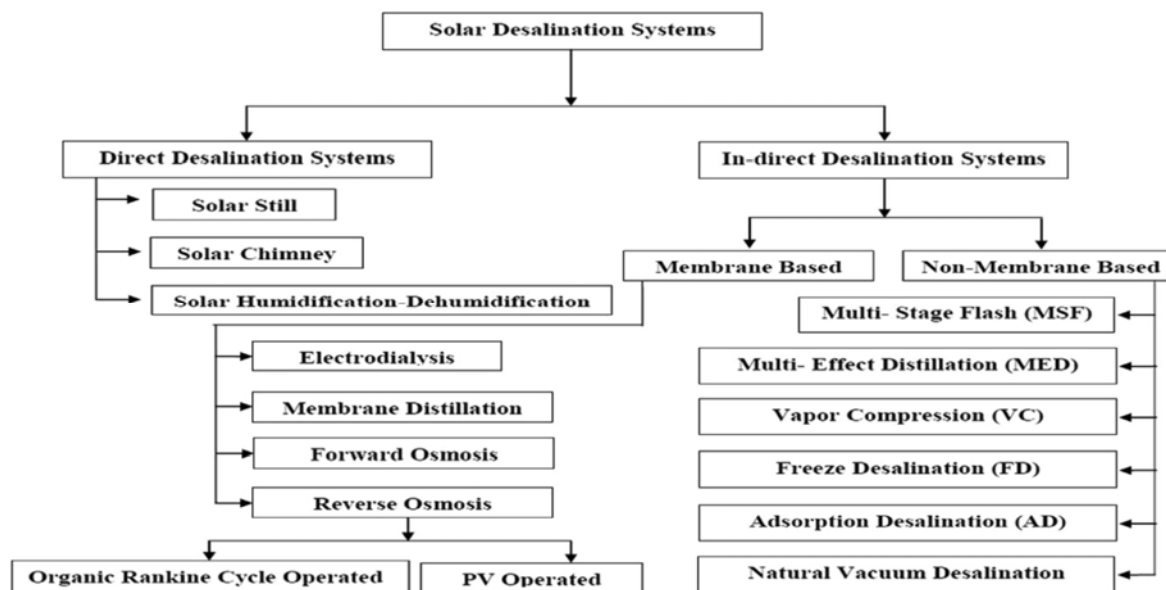 Solar Desalination Systems
Direct Desalination Systems
In-direct Desalination Systems
Solar Still
Solar Chimney
Solar Humidification-Dehumidification
Membrane Based
Non-Membrane Based
Electrodialysis
Membrane Distillation
Forward Osmosis
Reverse Osmosis
Organic Rankine Cycle Operated
PV Operated
Multi- Stage Flash (MSF)
Multi- Effect Distillation (MED)
Vapor Compression (VC)
Freeze Desalination (FD)
Adsorption Desalination (AD)
Natural Vacuum Desalination